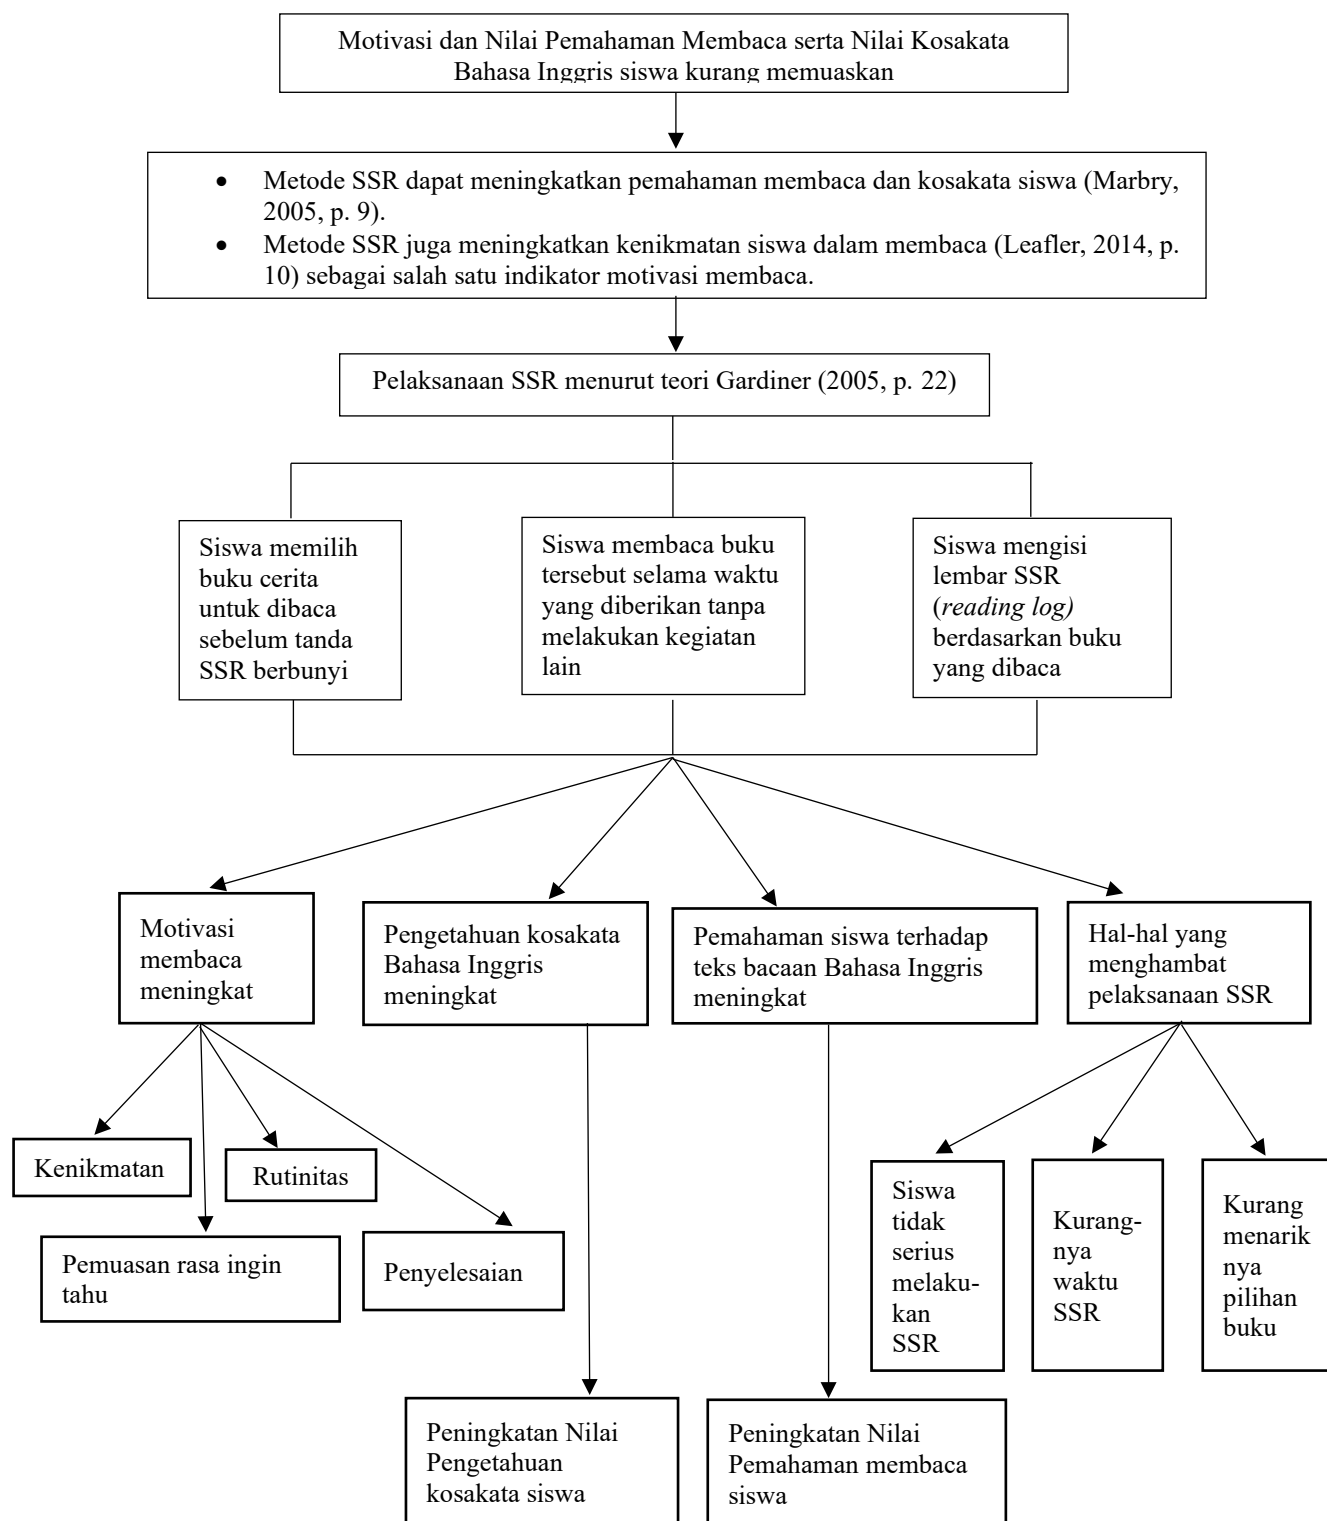 Motivasi dan Nilai Pemahaman Membaca serta Nilai Kosakata
Bahasa Inggris siswa kurang memuaskan
• Metode SSR dapat meningkatkan pemahaman membaca dan kosakata siswa (Marbry,
2005, p. 9).
• Metode SSR juga meningkatkan kenikmatan siswa dalam membaca (Leafler, 2014, p.
10) sebagai salah satu indikator motivasi membaca.
Pelaksanaan SSR menurut teori Gardiner (2005, p. 22)
Siswa memilih
buku cerita
untuk dibaca
sebelum tanda
SSR berbunyi
Siswa membaca buku
tersebut selama waktu
yang diberikan tanpa
melakukan kegiatan
lain
Siswa mengisi
lembar SSR
(reading log)
berdasarkan buku
yang dibaca
Motivasi
membaca
meningkat
Pengetahuan kosakata
Bahasa Inggris
meningkat
Pemahaman siswa terhadap
teks bacaan Bahasa Inggris
meningkat
Hal-hal yang
menghambat
pelaksanaan SSR
Kenikmatan
Rutinitas
Pemuasan rasa ingin
tahu
Penyelesaian
Siswa
tidak
serius
melaku-
kan
SSR
Kurang-
nya
waktu
SSR
Kurang
menarik
nya
pilihan
buku
Peningkatan Nilai
Pengetahuan
kosakata siswa
Peningkatan Nilai
Pemahaman membaca
siswa